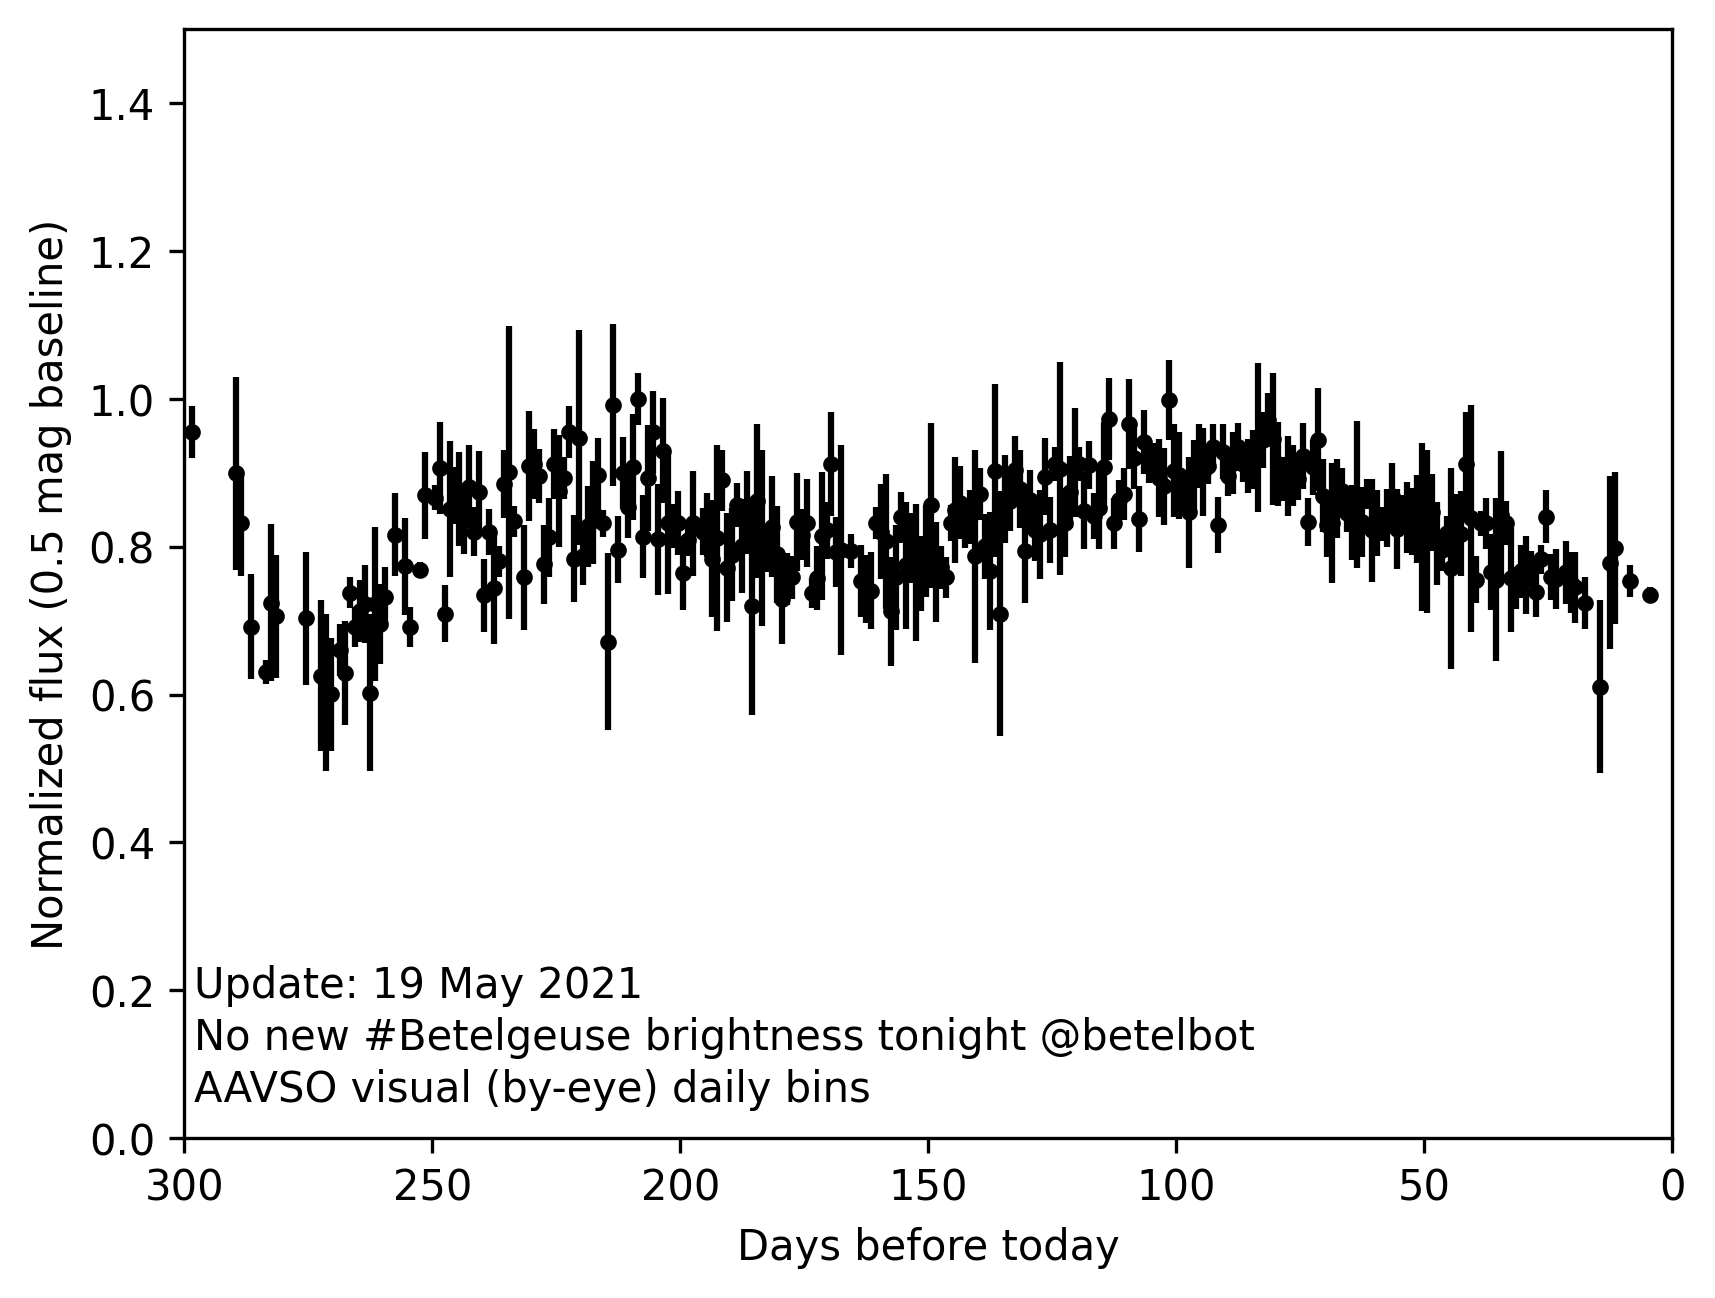 1.4
1.2
1.0
0.8
0.6
0.4
0.2
0.0
Normalized flux (0.5 mag baseline)
Update: 19 May 2021
No new #Betelgeuse brightness tonight @betelbot
AAVSO visual (by-eye) daily bins
300 250 200 150 100 50 0
Days before today